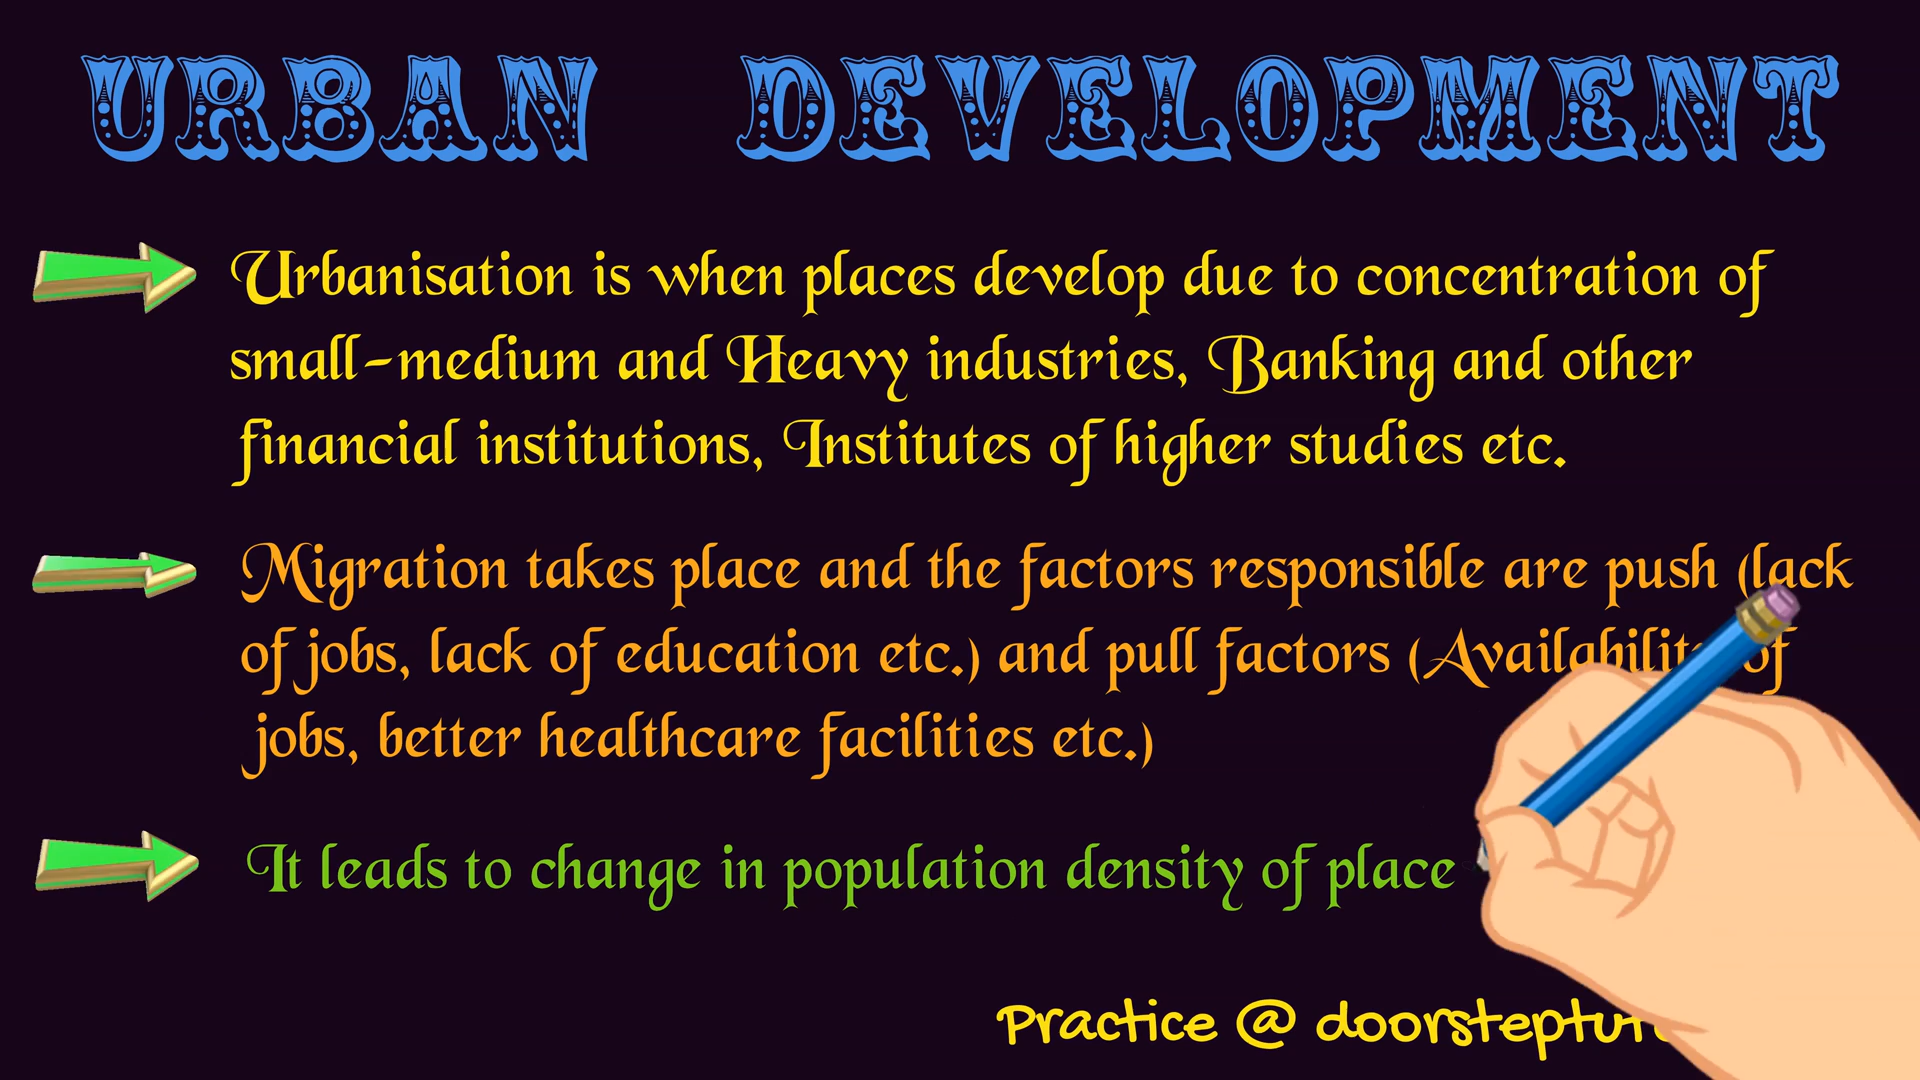 URBAN DEVELOPMENT
Urbanisation is when places develop due to concentration of
small-medium and Heavy industries, Banking and other
financial institutions, Institutes of higher studies etc.
Migration takes place and the factors responsible are push (lack
of jobs, lack of education etc.) and pull factors (Availability of
jobs, better healthcare facilities etc.)
It leads to change in population density of place
Practice @